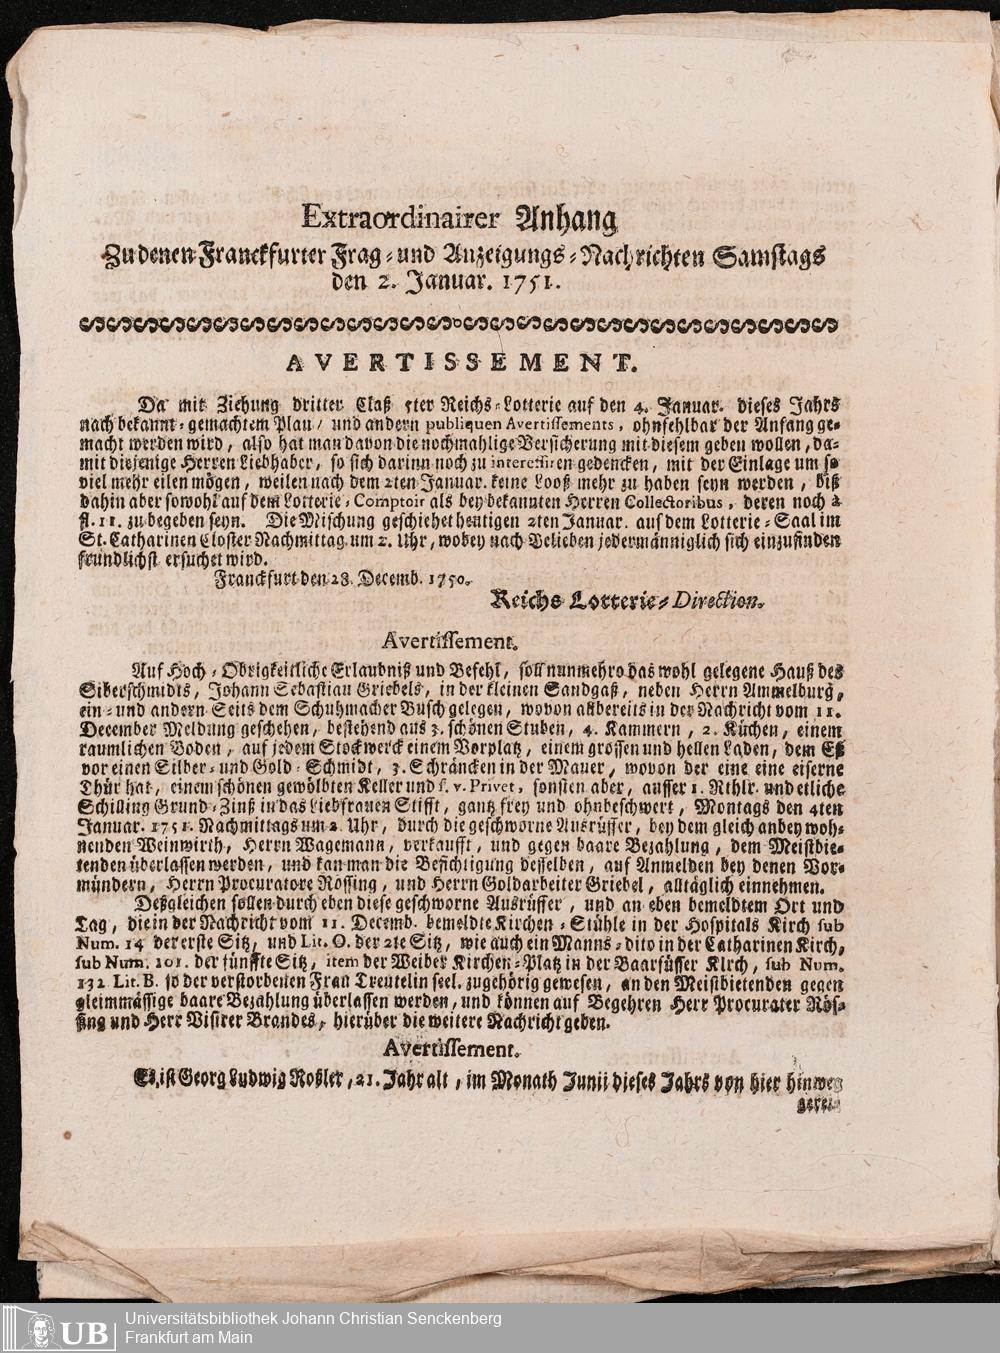 Extraordinairer Anhang
Zu denen Franckfurter Frag- und Anzeigungs-Nachrichten Samstags
den 2. Januar. 1751.
AVERTISSEMENT.
Da mit Ziehung dritter Claß 5ter Reichs-Lotterie auf den 4. Januar. dieses Jahrs
nach bekannt-gemachtem Plan/ und andern publiquen Avertissements, ohnfehlbar der Anfang ge-
macht werden wird, also hat man davon die nochmahlige Versicherung mit diesem geben wollen, da-
mit diejenige Herren Liebhaber, so sich darinn noch zu interessiren gedencken, mit der Einlage um so
viel mehr eilen mögen, weilen nach dem 2ten Januar. keine Looß mehr zu haben seyn werden, biß
dahin aber sowohl auf dem Lotterie-Comptoir als bey bekannten Herren Collectoribus, deren noch à
fl. 11. zu begeben seyn. Die Mischung geschiehet heutigen 2ten Januar. auf dem Lotterie-Saal im
St. Catharinen Closter Nachmittag um 2. Uhr, wobey nach Belieben jedermänniglich sich einzufinden
freundlichst ersuchet wird.
Franckfurt den 28. Decemb. 1750.
Reichs Lotterie-Direction.
Avertissement.
Auf Hoch-Obrigkeitliche Erlaubniß und Befehl, soll nunmehro das wohl gelegene Hauß des
Silberschmidts, Johann Sebastian Griebels, in der kleinen Sandgaß, neben Herrn Ammelburg,
ein- und andern Seits dem Schuhmacher Busch gelegen, wovon allbereits in der Nachricht vom 11.
December Meldung geschehen, bestehend aus 3. schönen Stuben, 4. Kammern, 2. Küchen, einem
raumlichen Boden, auf jedem Stockwerck einem Vorplatz, einem grossen und hellen Laden, dem Eß
vor einen Silber- und Gold-Schmidt, 3. Schräncken in der Mauer, wovon der eine eine eiserne
Thür hat, einem schönen gewölbten Keller und s. v. Privet, sonsten aber, ausser 1. Rthlr. und etliche
Schilling Grund-Zinß in das Liebfrauen Stifft, gantz frey und ohnbeschwert, Montags den 4ten
Januar. 1751. Nachmittags um 2. Uhr, durch die geschworne Ausrüffer, bey dem gleich anbey woh-
nenden Weinwirth, Herrn Wagemann, verkaufft, und gegen baare Bezahlung, dem Meistbie-
tenden überlassen werden, und kan man die Besichtigung desselben, auf Anmelden bey denen Vor-
mündern, Herrn Procuratore Rössing, und Herrn Goldarbeiter Griebel, alltäglich einnehmen.
Deßgleichen sollen durch eben diese geschworne Ausrüffer, und an eben bemeldtem Ort und
Tag, die in der Nachricht vom 11. Decemb. bemeldte Kirchen-Stühle in der Hospitals Kirch sub
Num. 14 der erste Sitz, und Lit. O. der 2te Sitz, wie auch ein Manns-dito in der Catharinen Kirch,
sub Num. 101. der fünffte Sitz, item der Weiber Kirchen-Platz in der Baarfüsser Kirch, sub Num.
132 Lit. B. so der verstorbenen Frau Treutelin seel. zugehörig gewesen, an den Meistbietenden gegen
gleimmässige baare Bezahlung überlassen werden, und können auf Begehren Herr Procurater Rös-
sing und Herr Visirer Brandes, hierüber die weitere Nachricht geben.
Avertissement.
Es ist Georg Ludwig Roßler, 21. Jahr alt, im Monath Junii dieses Jahrs von hier hinweg
gereis
UB
Universitätsbibliothek Johann Christian Senckenberg
Frankfurt am Main